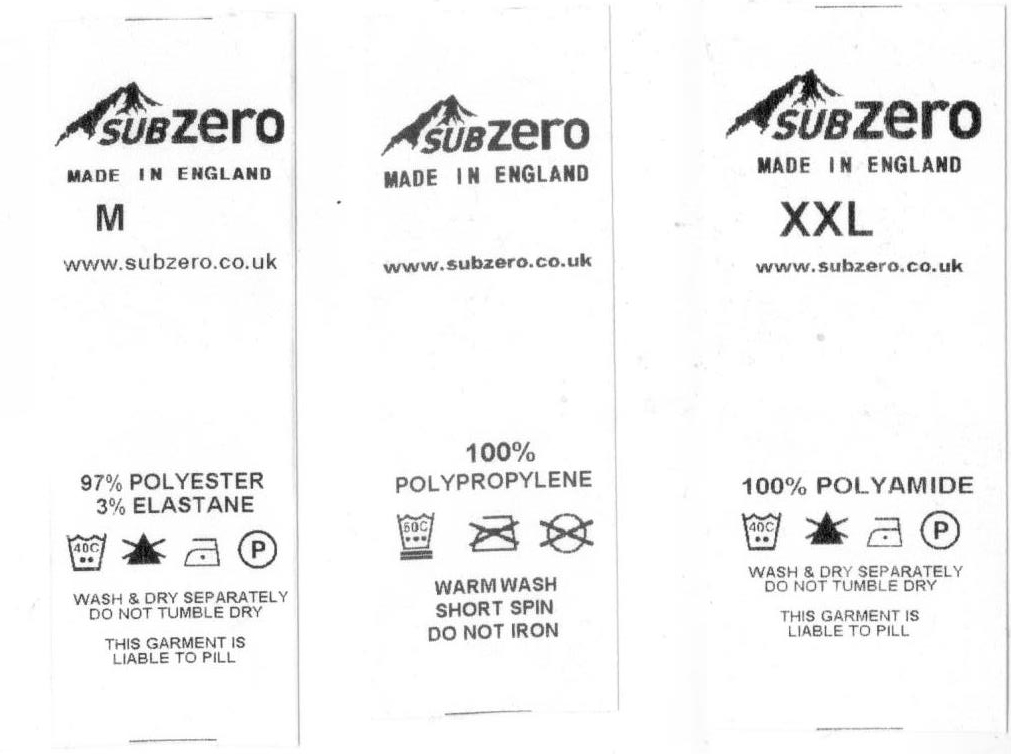 SUBZERO
MADE IN ENGLAND
M
www.subzero.co.uk
97% POLYESTER
3% ELASTANE
40C
P
WASH & DRY SEPARATELY
DO NOT TUMBLE DRY
THIS GARMENT IS
LIABLE TO PILL
SUBZERO
MADE IN ENGLAND
www.subzero.co.uk
100%
POLYPROPYLENE
60C
WARM WASH
SHORT SPIN
DO NOT IRON
SUBZERO
MADE IN ENGLAND
XXL
www.subzero.co.uk
100% POLYAMIDE
40C
P
WASH & DRY SEPARATELY
DO NOT TUMBLE DRY
THIS GARMENT IS
LIABLE TO PILL